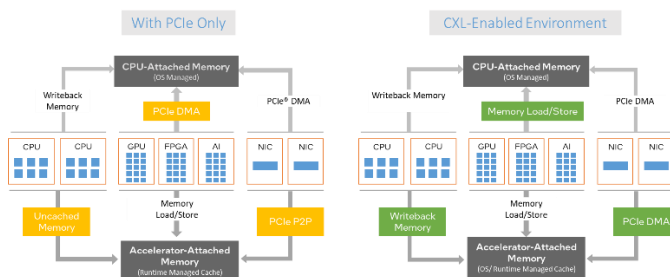 With PCIe Only
CPU-Attached Memory
(OS Managed)
Writeback
Memory
PCIe DMA
PCIe® DMA
CPU
CPU
GPU
FPGA
AI
NIC
NIC
Uncached
Memory
Memory
Load/Store
PCIe P2P
Accelerator-Attached
Memory
(Runtime Managed Cache)
CXL-Enabled Environment
CPU-Attached Memory
(OS Managed)
Writeback Memory
Memory Load/Store
PCIe DMA
CPU
CPU
GPU
FPGA
AI
NIC
NIC
Writeback
Memory
Memory
Load/Store
PCIe DMA
Accelerator-Attached
Memory
(OS/ Runtime Managed Cache)